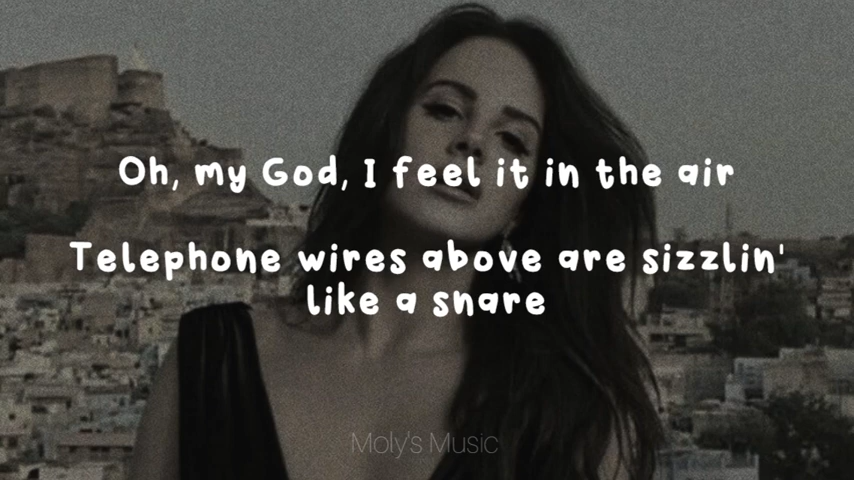 Oh, my God, I feel it in the air
Telephone wires above are sizzlin'
like a snare
Moly's Music